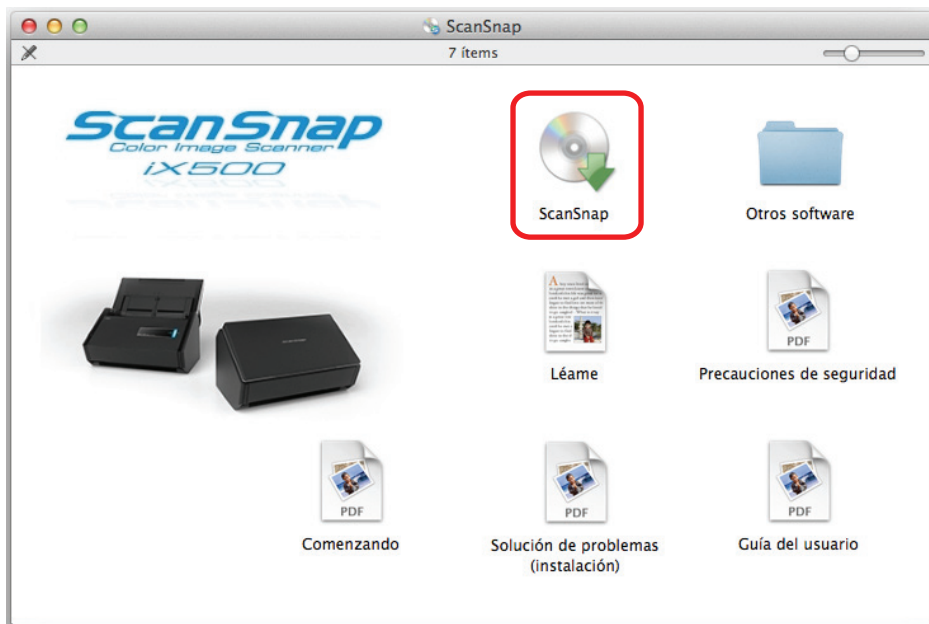 ScanSnap
7 ítems
ScanSnap
Color Image Scanner
iX500
ScanSnap
Otros software
Léame
PDF
Precauciones de seguridad
PDF
Comenzando
PDF
Solución de problemas
(instalación)
PDF
Guía del usuario